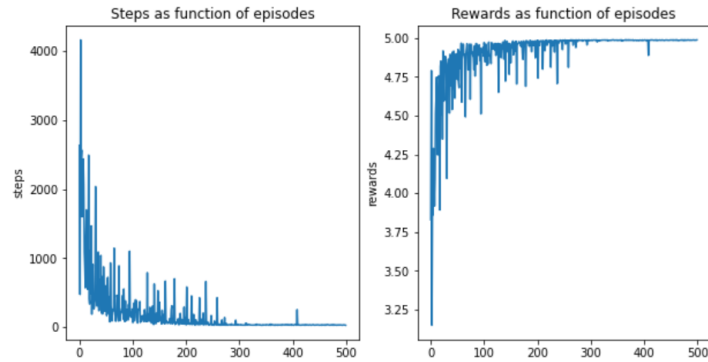 Steps as function of episodes
4000
3000
2000
1000
0
steps
0 100 200 300 400 500
Rewards as function of episodes
5.00
4.75
4.50
4.25
4.00
3.75
3.50
3.25
rewards
0 100 200 300 400 500